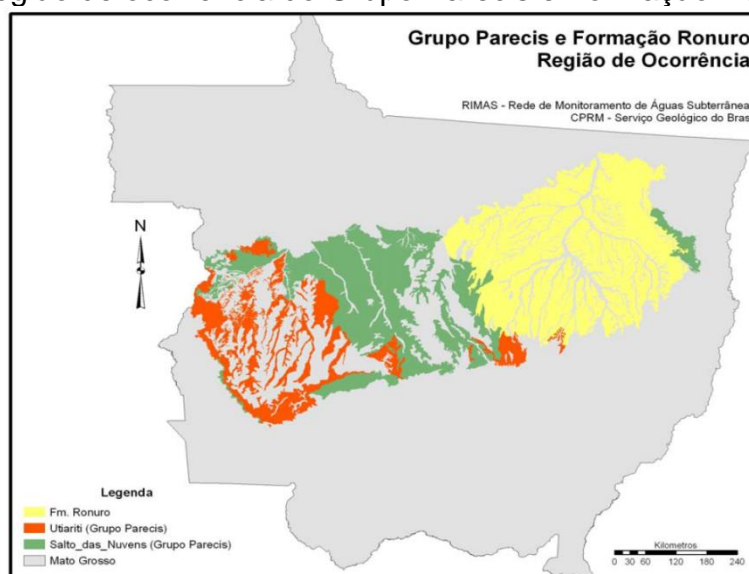 Grupo Parecis e Formação Ronuro
Região de Ocorrência
RIMAS - Rede de Monitoramento de Águas Subterrânea
CPRM - Serviço Geológico do Bras
N
Legenda
Fm. Ronuro
Utiariti (Grupo Parecis)
Salto_das_Nuvens (Grupo Parecis)
Mato Grosso
Kilometros
0 30 60 120 180 240